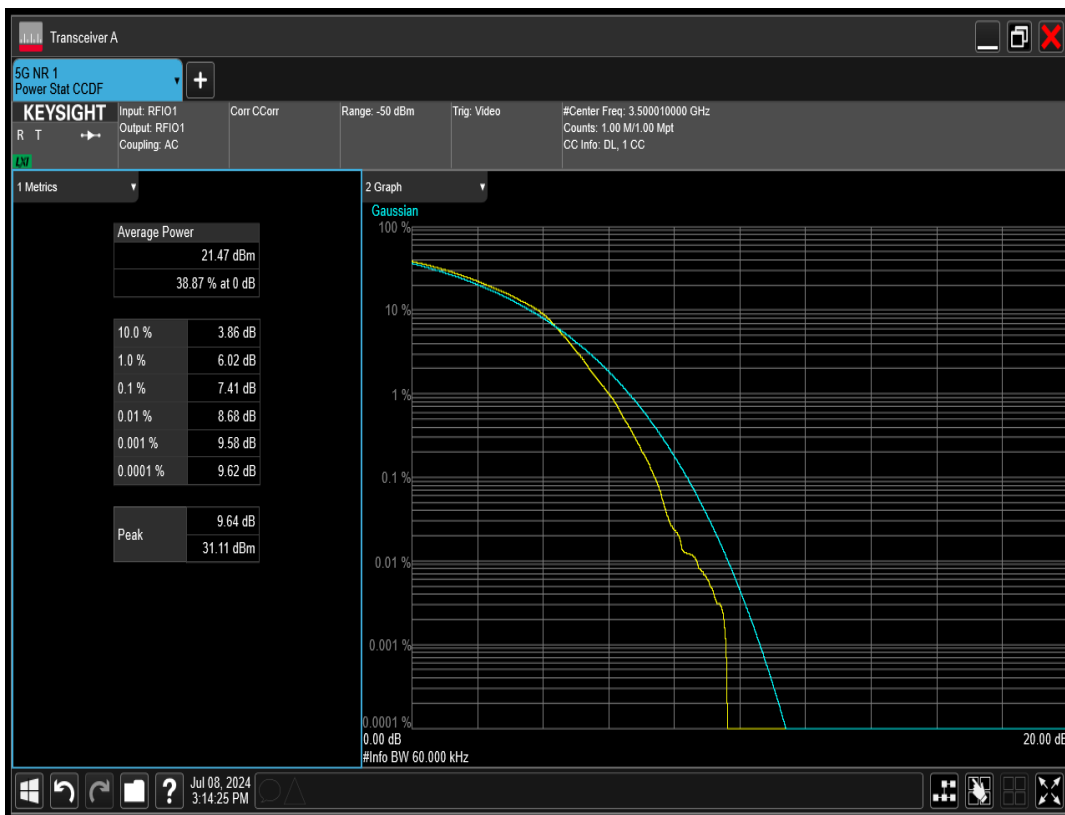 Transceiver A
5G NR 1
Power Stat CCDF
+
KEYSIGHT
R T
LXI
Input: RFIO1
Output: RFIO1
Coupling: AC
Corr CCorr
Range: -50 dBm
Trig: Video
#Center Freq: 3.500010000 GHz
Counts: 1.00 M/1.00 Mpt
CC Info: DL, 1 CC
1 Metrics
Average Power
21.47 dBm
38.87 % at 0 dB
10.0 % 3.86 dB
1.0 % 6.02 dB
0.1 % 7.41 dB
0.01 % 8.68 dB
0.001 % 9.58 dB
0.0001 % 9.62 dB
Peak 9.64 dB
31.11 dBm
2 Graph
Gaussian
100 %
10 %
1 %
0.1 %
0.01 %
0.001 %
0.0001 %
0.00 dB 20.00 dB
#Info BW 60.000 kHz
?
Jul 08, 2024
3:14:25 PM